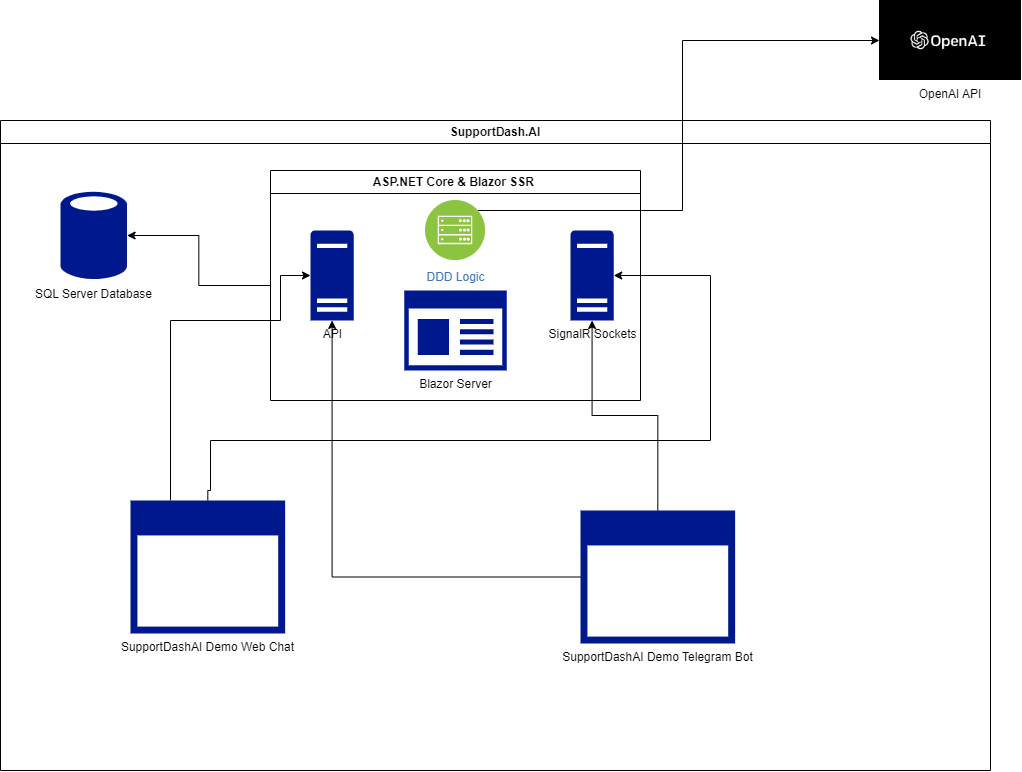 OpenAI
OpenAI API
SupportDash.AI
ASP.NET Core & Blazor SSR
DDD Logic
SQL Server Database
API
SignalR Sockets
Blazor Server
SupportDashAI Demo Web Chat
SupportDashAI Demo Telegram Bot